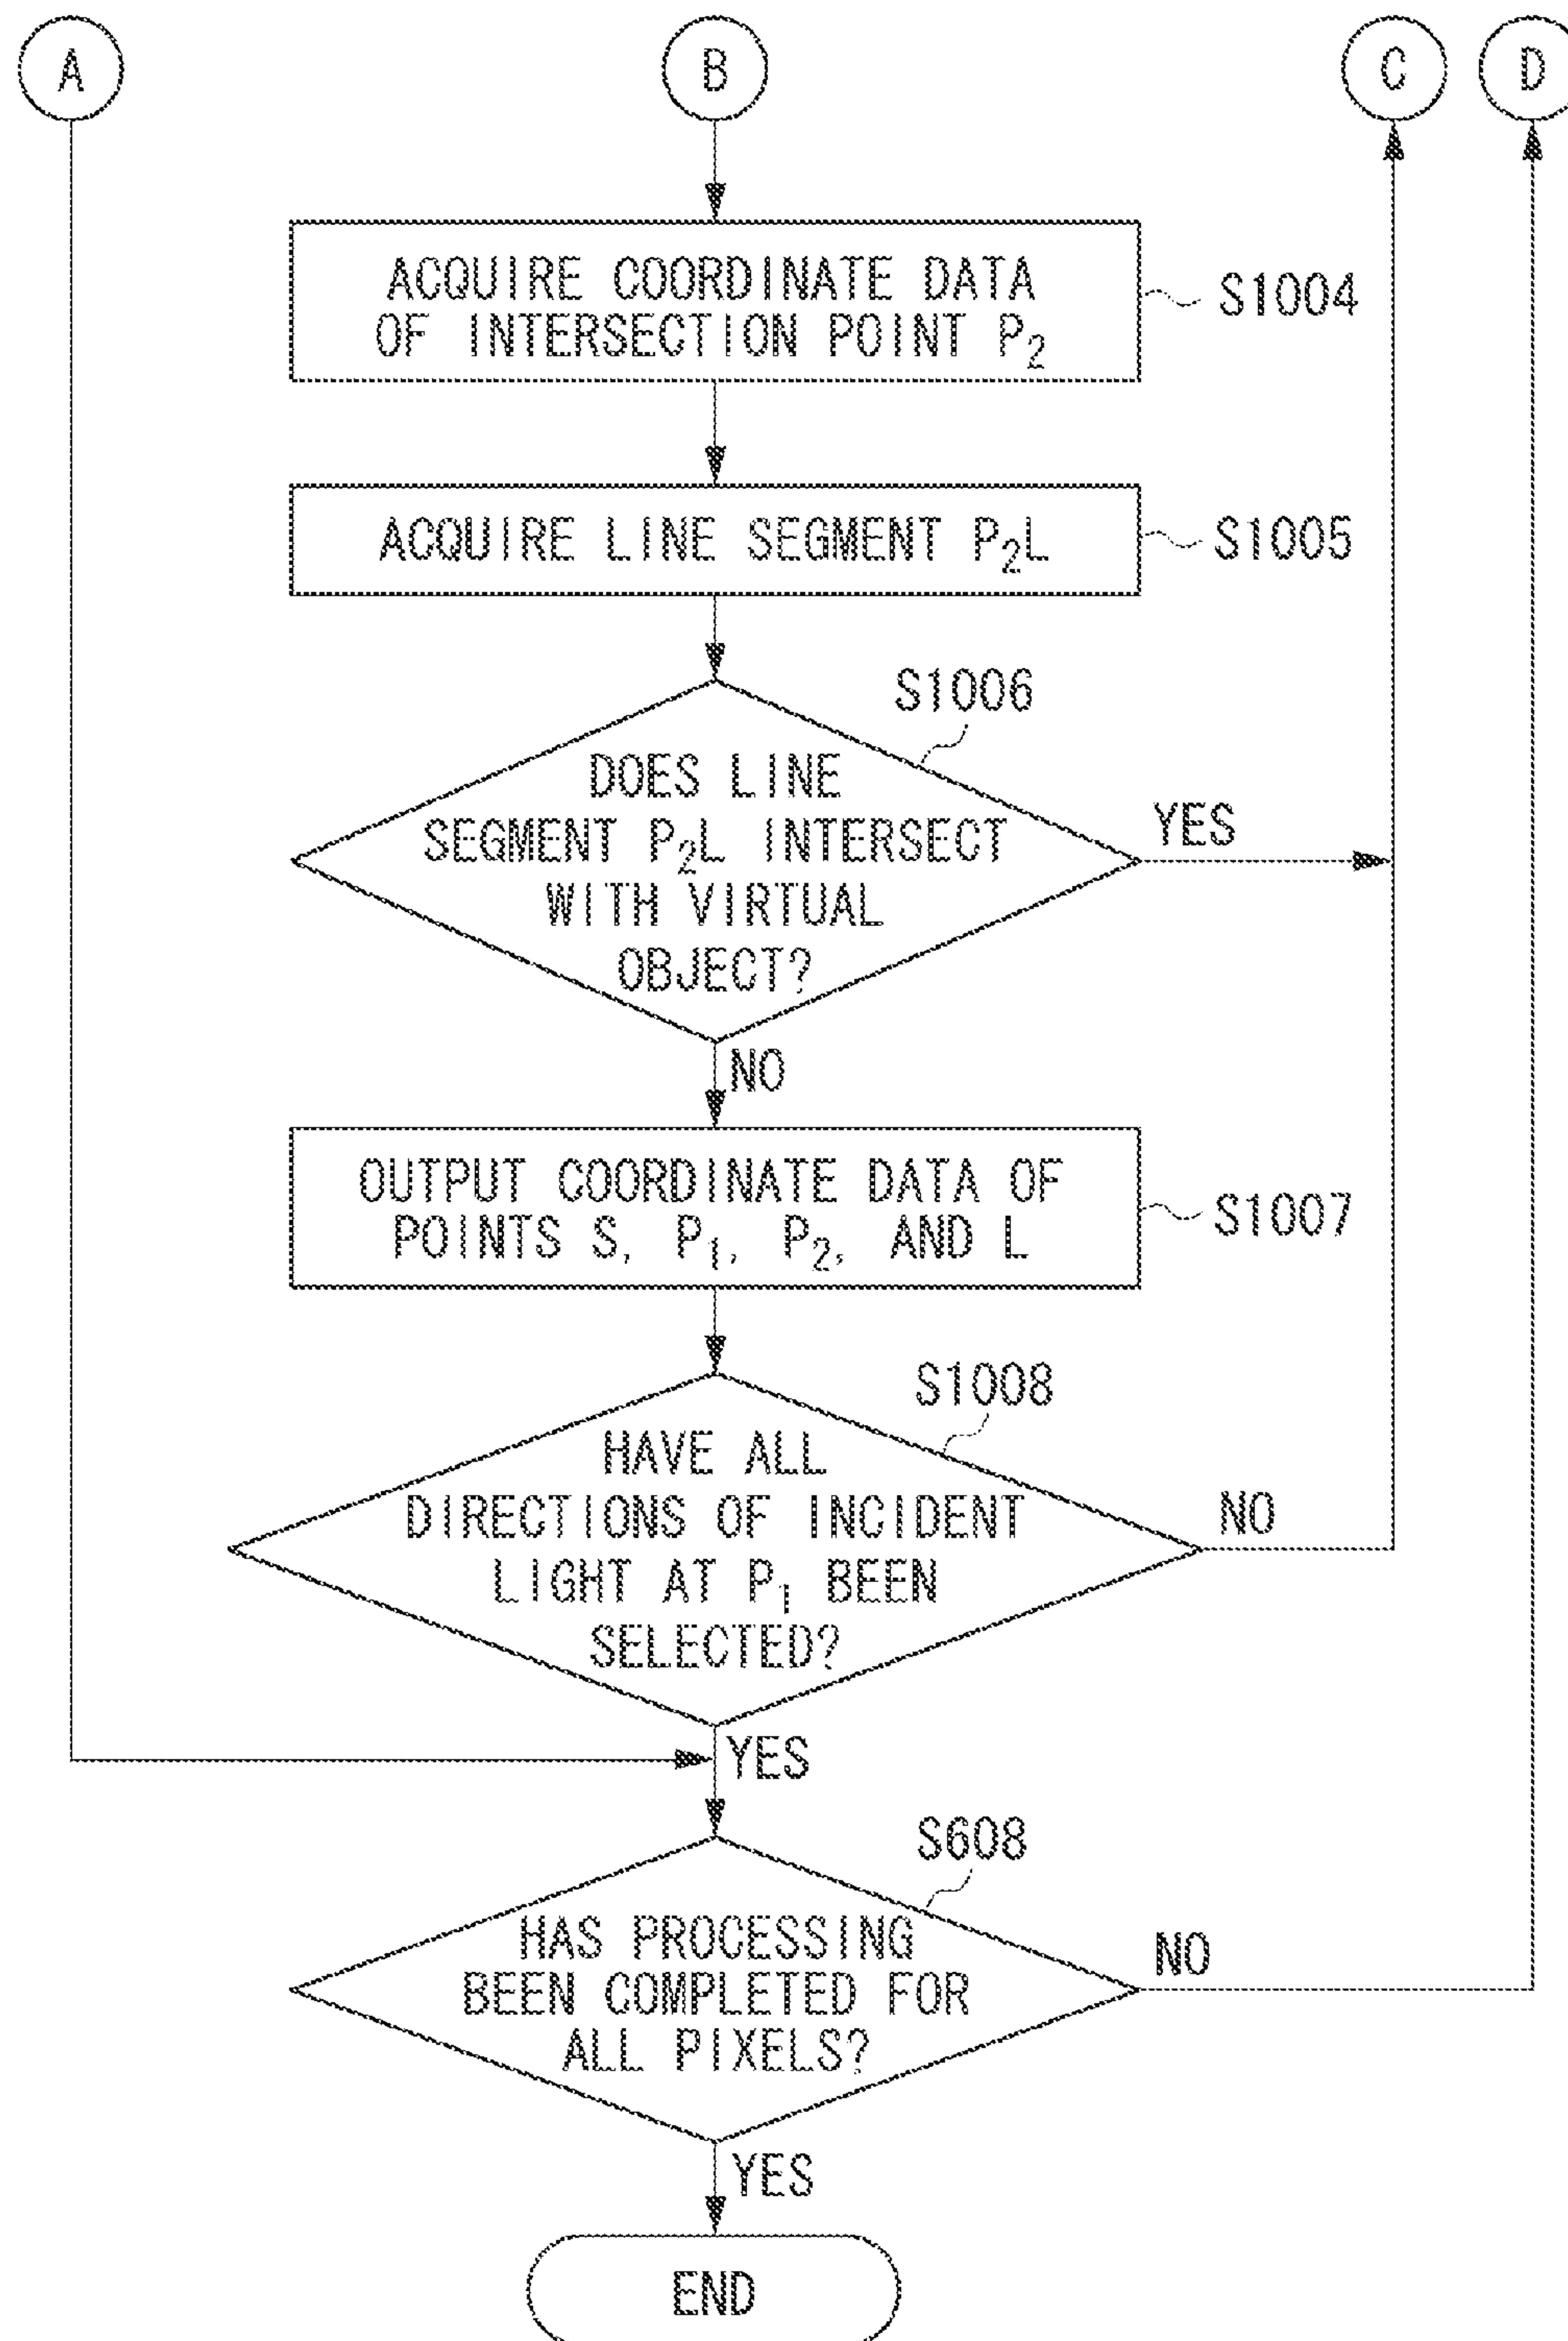 A
B
C
D
ACQUIRE COORDINATE DATA
OF INTERSECTION POINT P₂
S1004
ACQUIRE LINE SEGMENT P₂L
S1005
S1006
DOES LINE
SEGMENT P₂L INTERSECT
WITH VIRTUAL
OBJECT?
YES
NO
OUTPUT COORDINATE DATA OF
POINTS S, P₁, P₂, AND L
S1007
S1008
HAVE ALL
DIRECTIONS OF INCIDENT
LIGHT AT P₁ BEEN
SELECTED?
NO
YES
S608
HAS PROCESSING
BEEN COMPLETED FOR
ALL PIXELS?
NO
YES
END